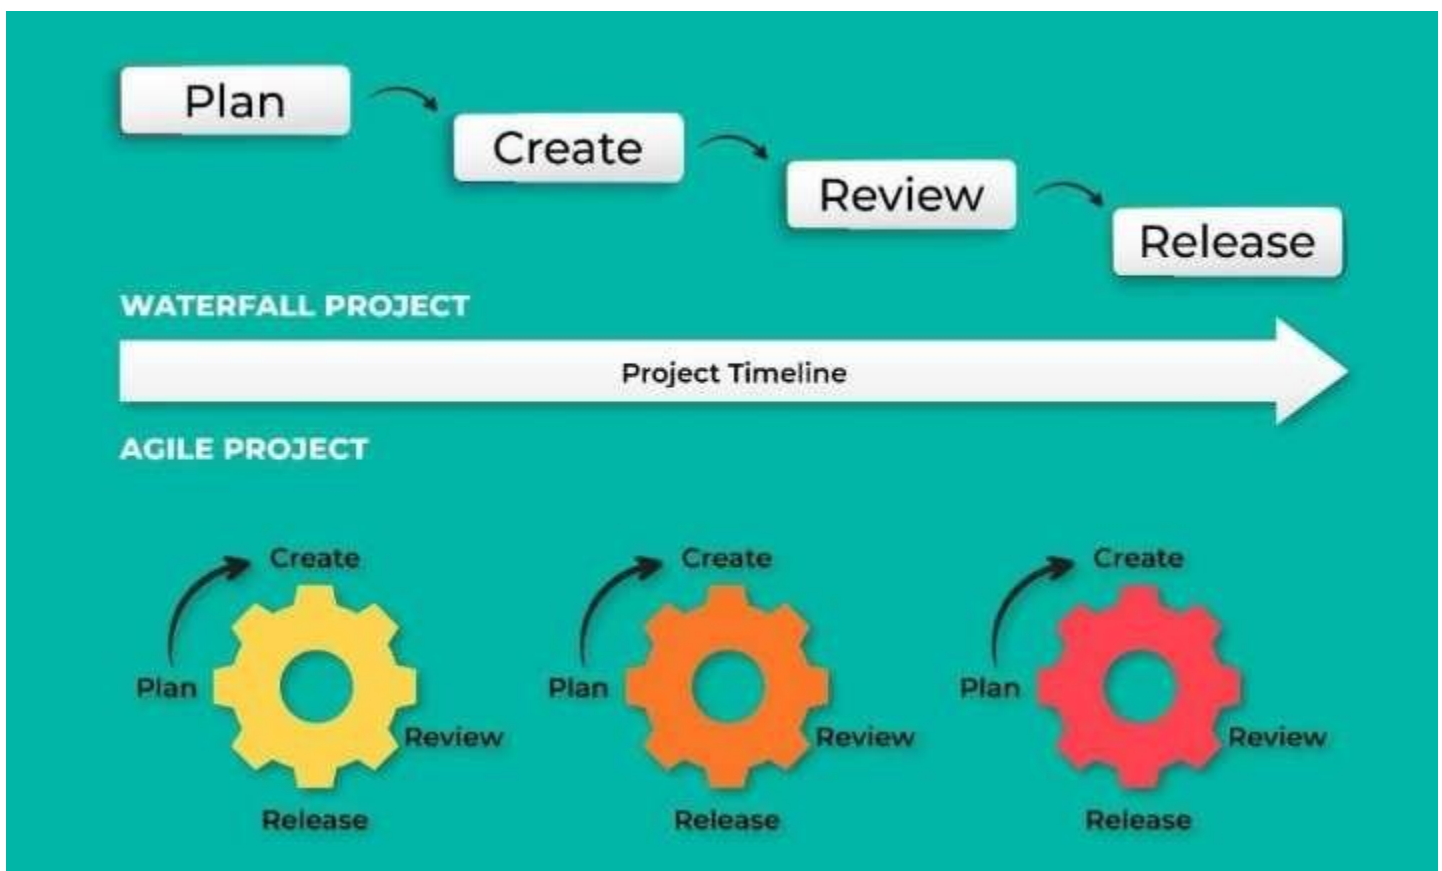 Plan
Create
Review
Release
WATERFALL PROJECT
Project Timeline
AGILE PROJECT
Create
Plan
Review
Release
Create
Plan
Review
Release
Create
Plan
Review
Release